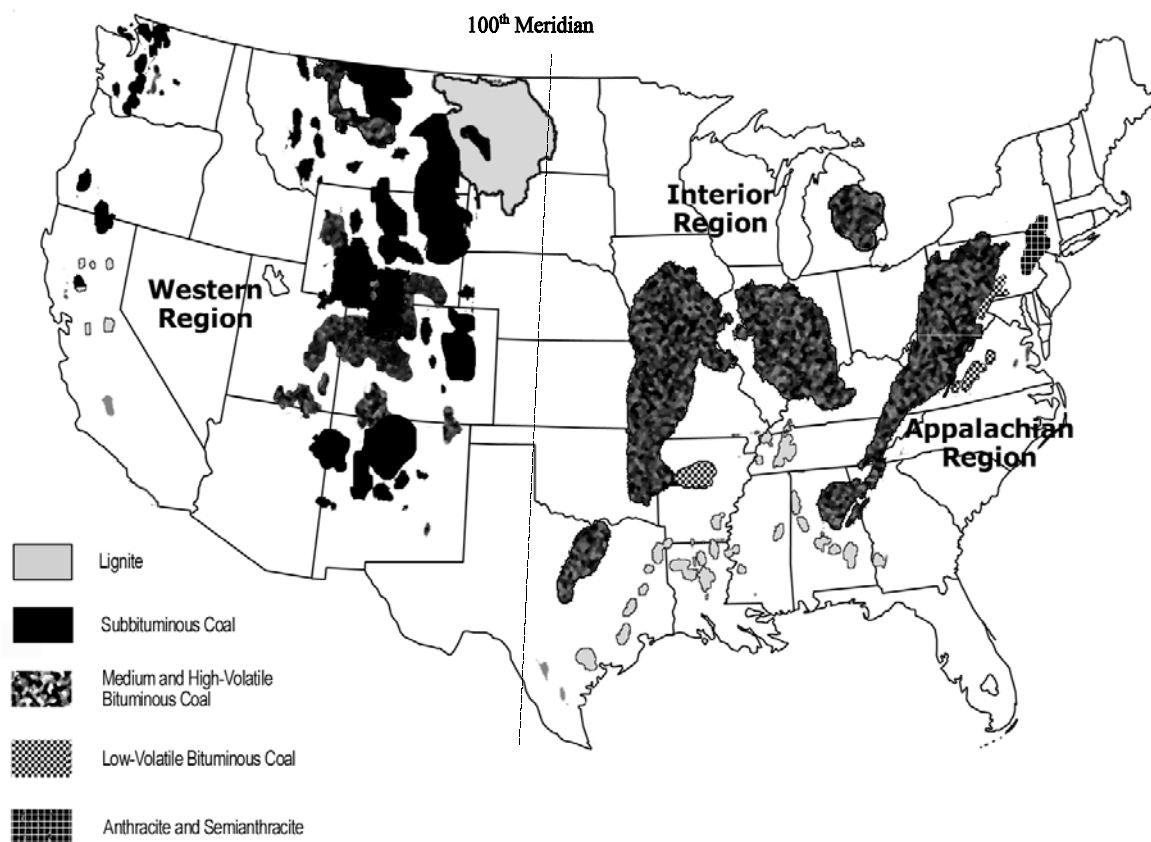 100th Meridian
Interior
Region
Western
Region
Appalachian
Region
Lignite
Subbituminous Coal
Medium and High-Volatile
Bituminous Coal
Low-Volatile Bituminous Coal
Anthracite and Semianthracite